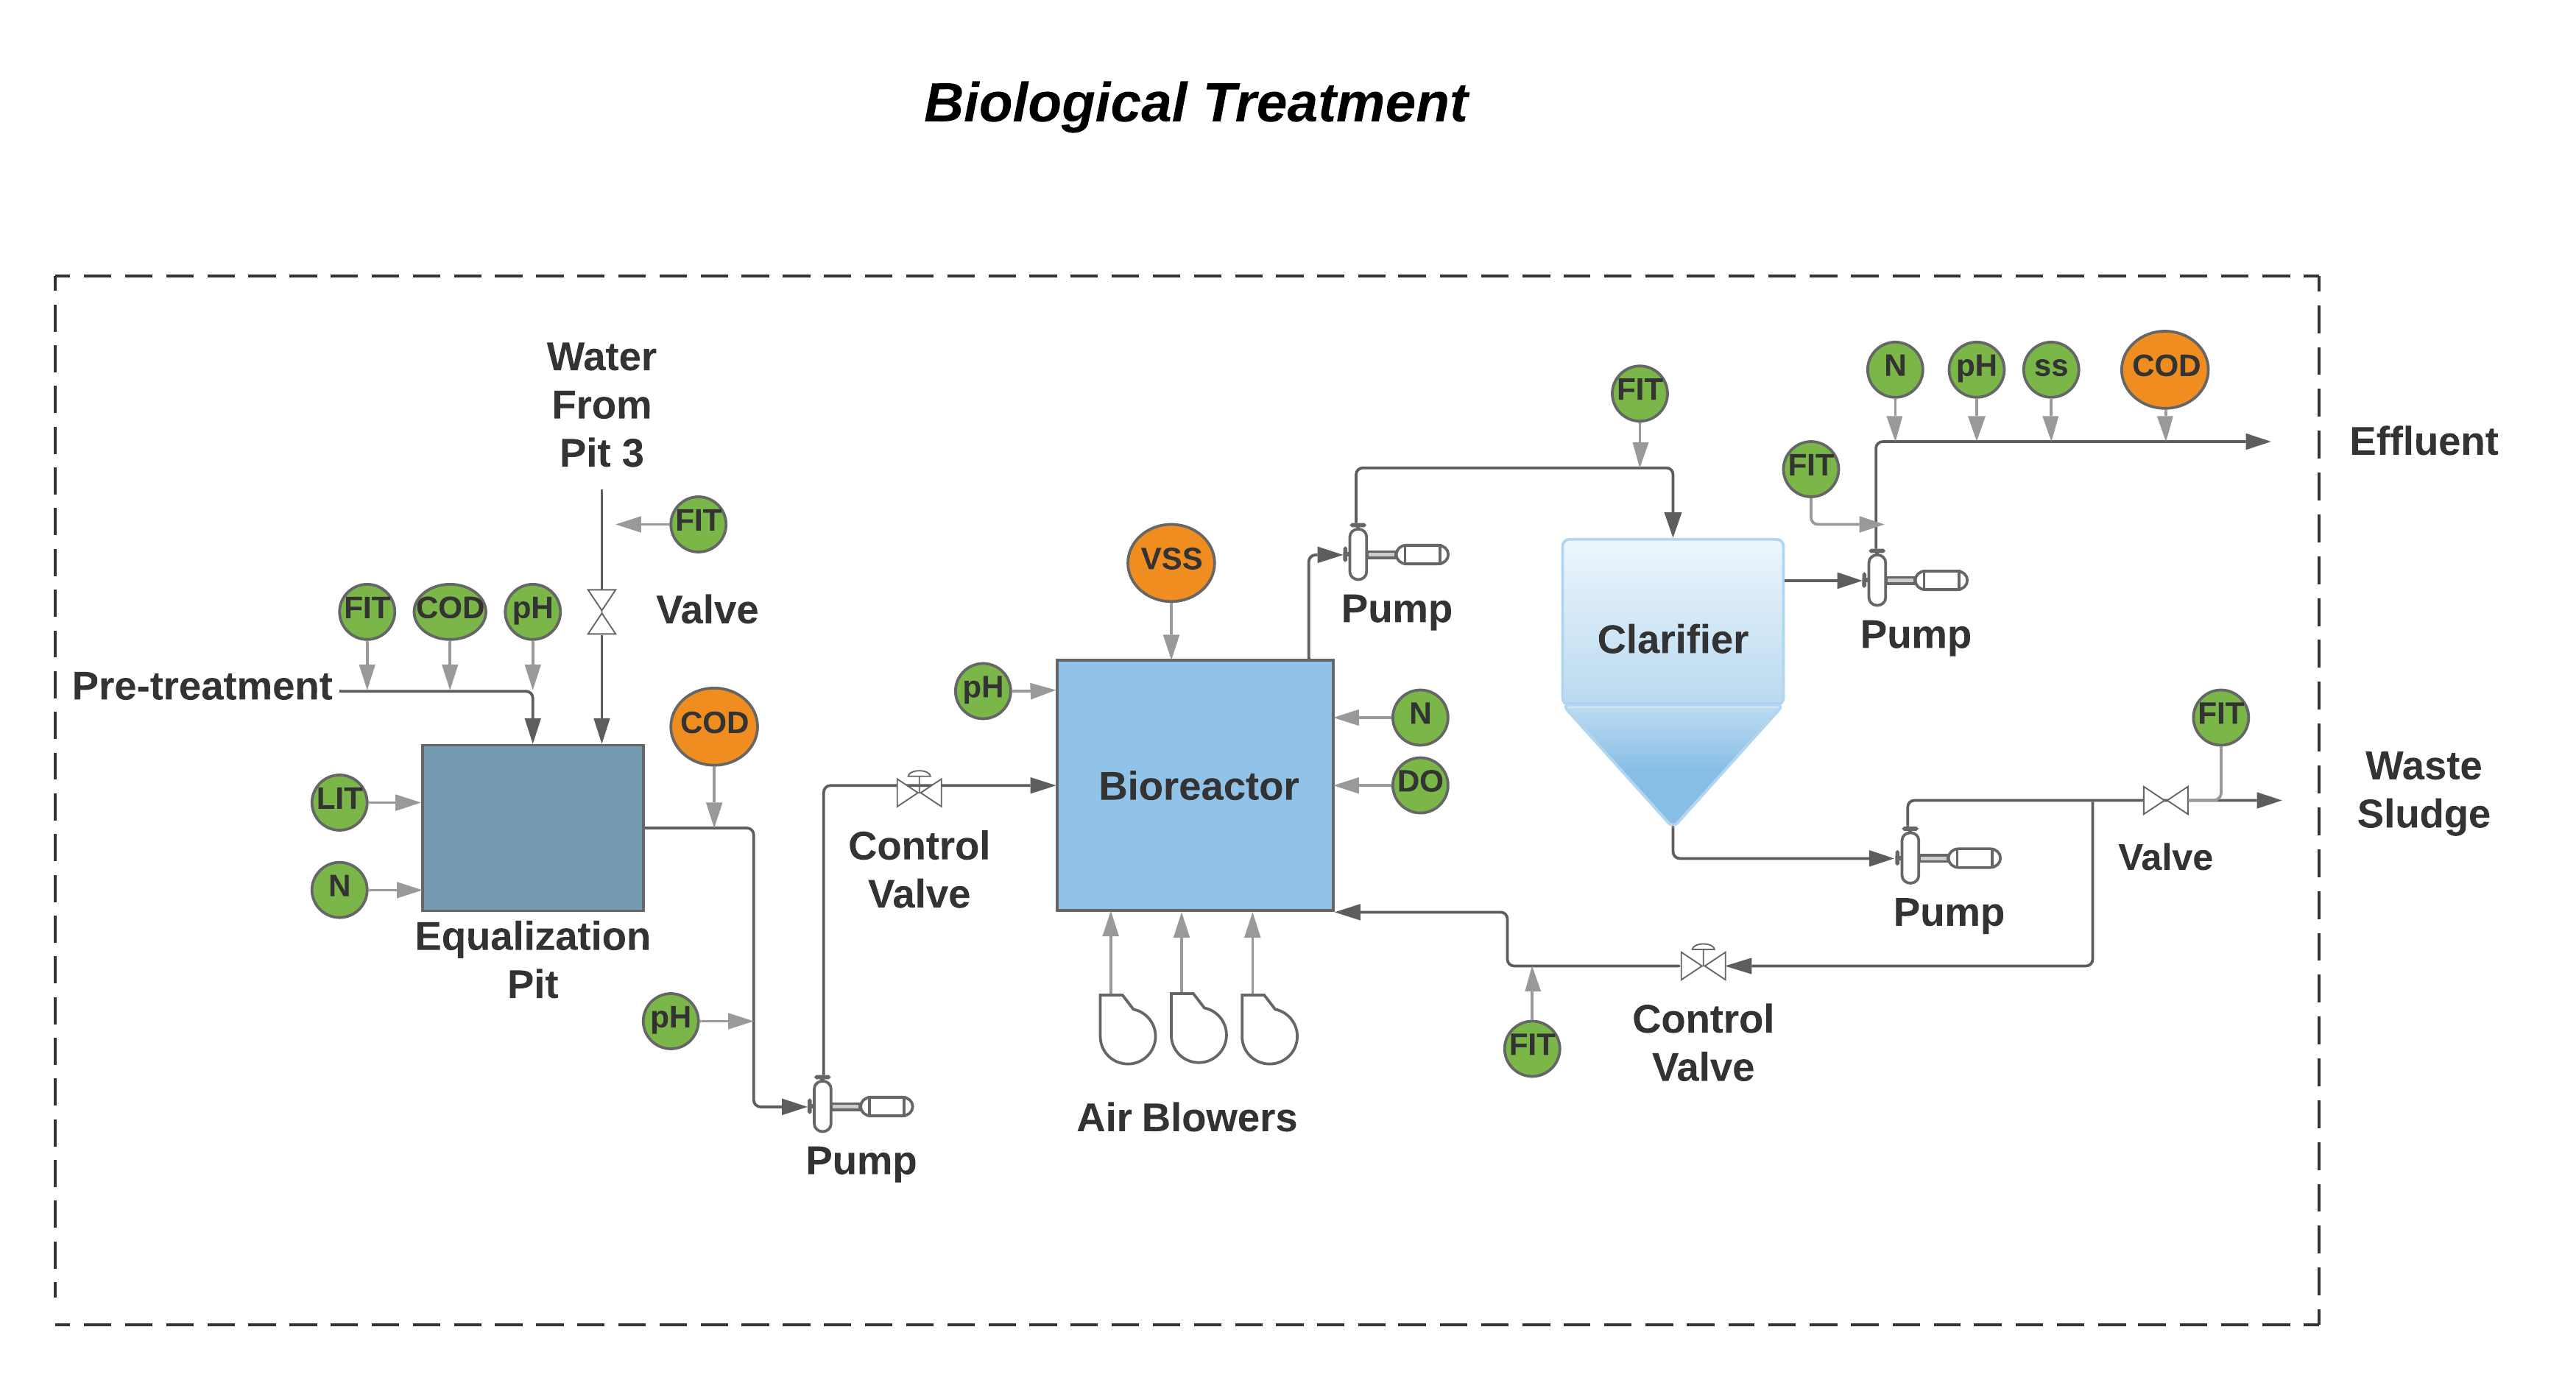 Biological Treatment
Water
From
Pit 3
FIT
Valve
FIT
COD
pH
Pre-treatment
COD
LIT
N
Equalization
Pit
pH
Pump
Control
Valve
VSS
pH
Bioreactor
N
DO
Air Blowers
Pump
FIT
Clarifier
FIT
Pump
N
pH
ss
COD
Effluent
FIT
Waste
Sludge
Valve
Pump
Control
Valve
FIT